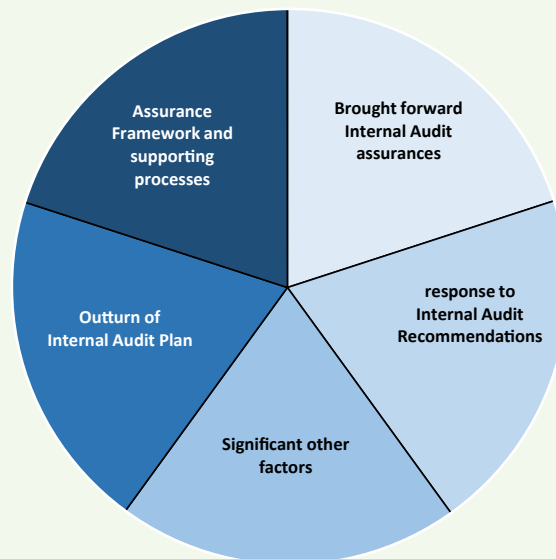 Assurance
Framework and
supporting
processes
Brought forward
Internal Audit
assurances
response to
Internal Audit
Recommendations
Significant other
factors
Outturn of
Internal Audit Plan